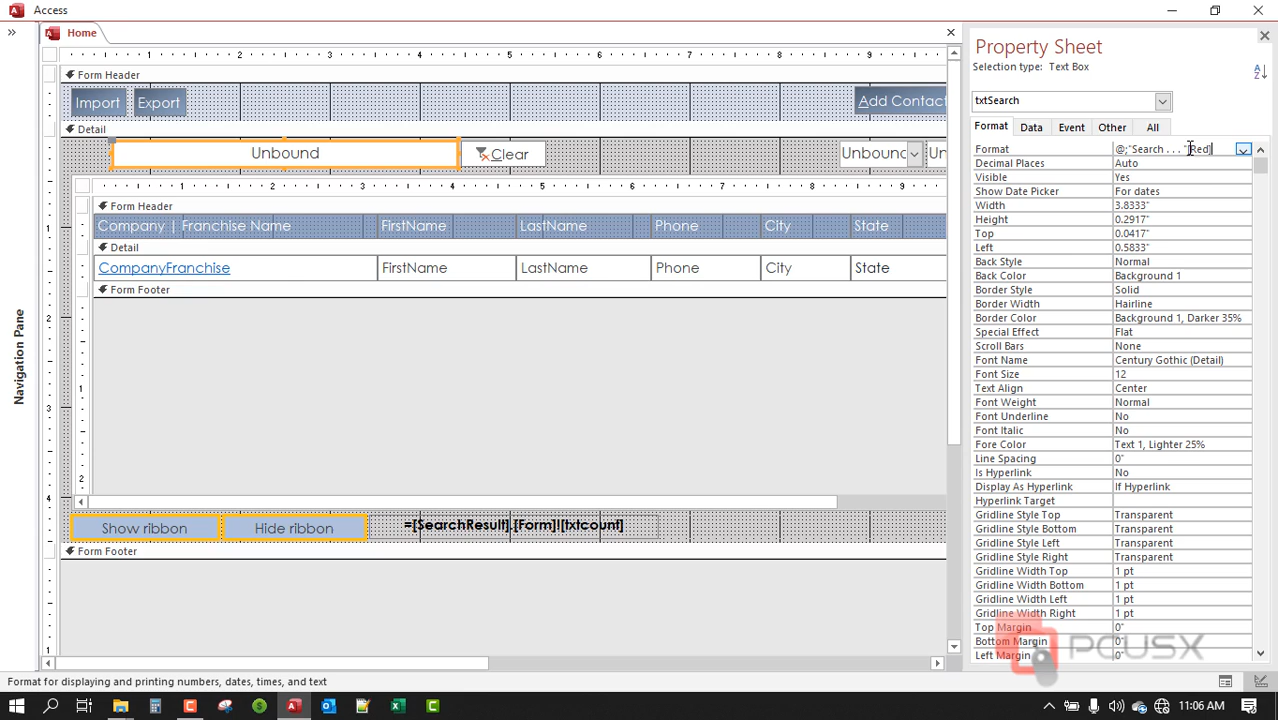 Access
Home
Property Sheet
Selection type: Text Box
txtSearch
Format Data Event Other All
Form Header
Import Export Add Contac
Detail
Unbound Clear Unbounc Un
Form Header
Company | Franchise Name FirstName LastName Phone City State
Detail
CompanyFranchise FirstName LastName Phone City State
Form Footer
Show ribbon Hide ribbon =[SearchResult].[Form]![txtcount]
Form Footer
Navigation Pane
Format @;"Search . . . "[Red]
Decimal Places Auto
Visible Yes
Show Date Picker For dates
Width 3.8333"
Height 0.2917"
Top 0.0417"
Left 0.5833"
Back Style Normal
Back Color Background 1
Border Style Solid
Border Width Hairline
Border Color Background 1, Darker 35%
Special Effect Flat
Scroll Bars None
Font Name Century Gothic (Detail)
Font Size 12
Text Align Center
Font Weight Normal
Font Underline No
Font Italic No
Fore Color Text 1, Lighter 25%
Line Spacing 0"
Is Hyperlink No
Display As Hyperlink If Hyperlink
Hyperlink Target
Gridline Style Top Transparent
Gridline Style Bottom Transparent
Gridline Style Left Transparent
Gridline Style Right Transparent
Gridline Width Top 1 pt
Gridline Width Bottom 1 pt
Gridline Width Left 1 pt
Gridline Width Right 1 pt
Top Margin 0"
Bottom Margin 0"
Left Margin 0"
PCUSX
Format for displaying and printing numbers, dates, times, and text
11:06 AM